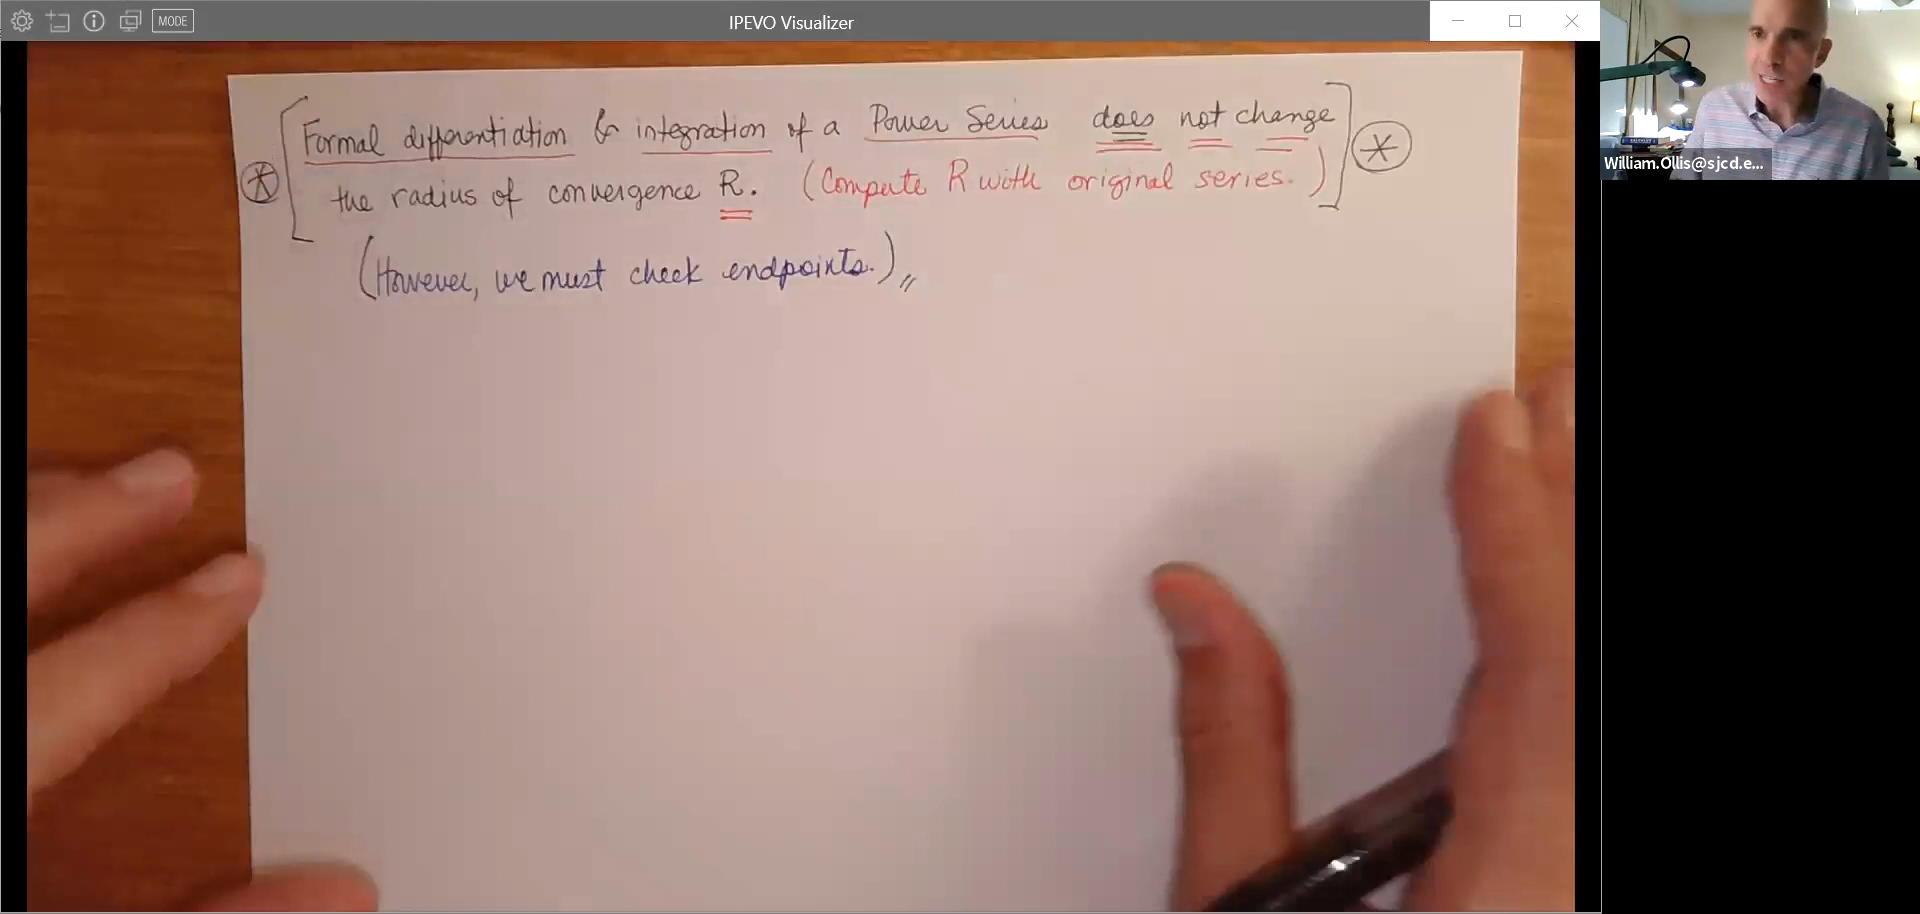 MODE
IPEVO Visualizer
Formal differentiation & integration of a Power Series does not change
the radius of convergence R. (Compute R with original series.)
(However, we must check endpoints.)
William.Ollis@sjcd.e...